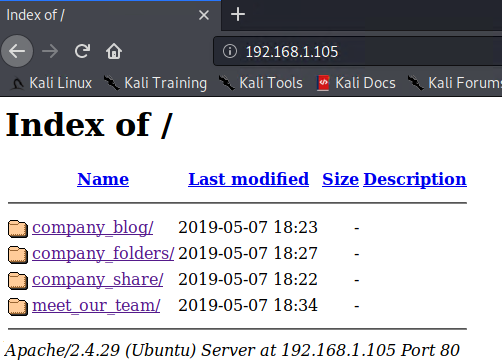 Index of /
192.168.1.105
Kali Linux Kali Training Kali Tools Kali Docs Kali Forums
Index of /
Name Last modified Size Description
company_blog/ 2019-05-07 18:23 -
company_folders/ 2019-05-07 18:27 -
company_share/ 2019-05-07 18:22 -
meet_our_team/ 2019-05-07 18:34 -
Apache/2.4.29 (Ubuntu) Server at 192.168.1.105 Port 80